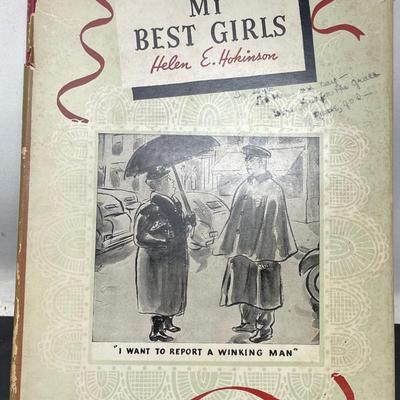 MY
BEST GIRLS
Helen E. Hokinson
"I WANT TO REPORT A WINKING MAN"